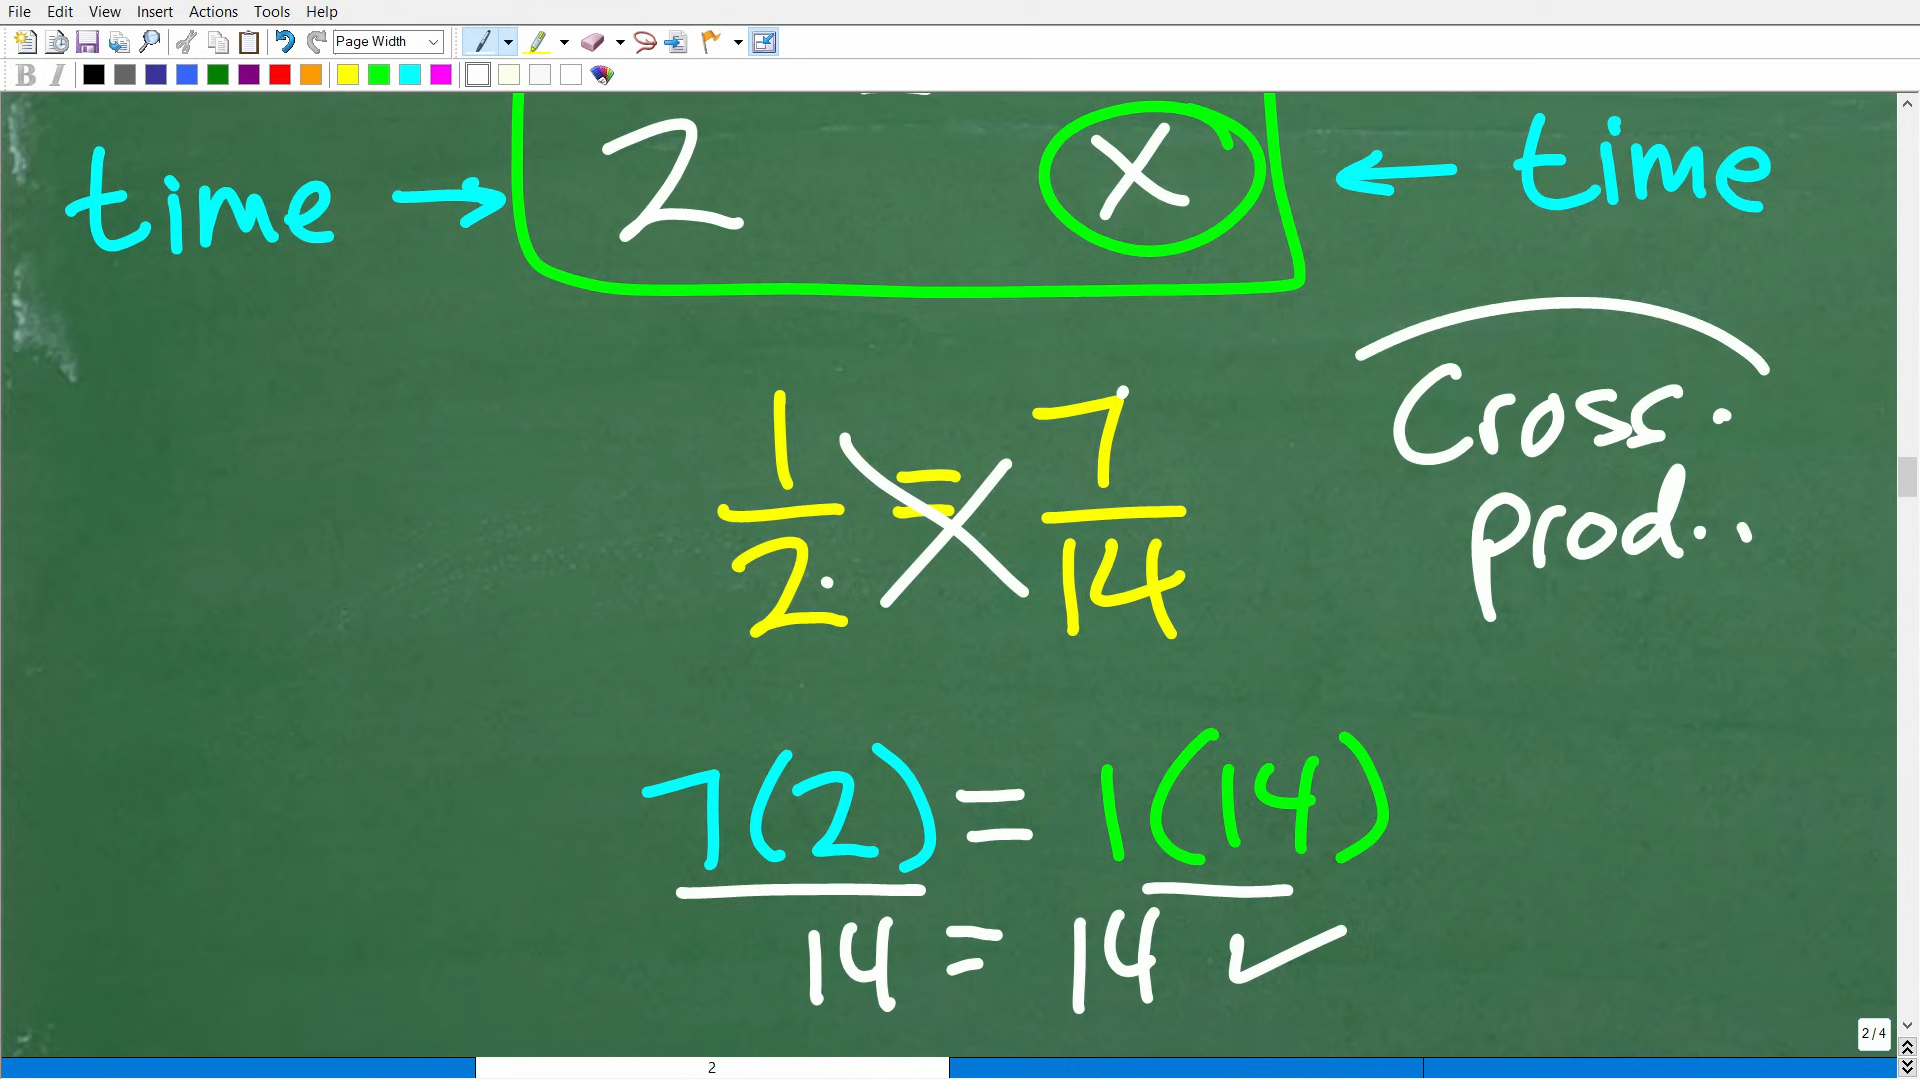 File Edit View Insert Actions Tools Help
Page Width
B I
2 x
time → ← time
Cross.
prod..
1/2 = 7/14
7(2) = 1(14)
14 = 14 ✓
2 / 4
2